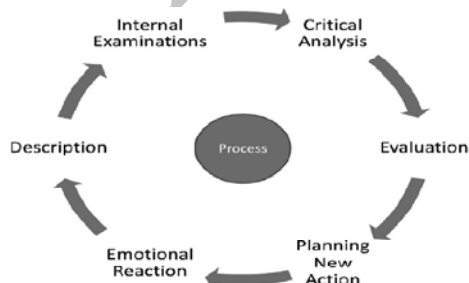 Internal
Examinations
Critical
Analysis
Description
Process
Evaluation
Emotional
Reaction
Planning
New
Action